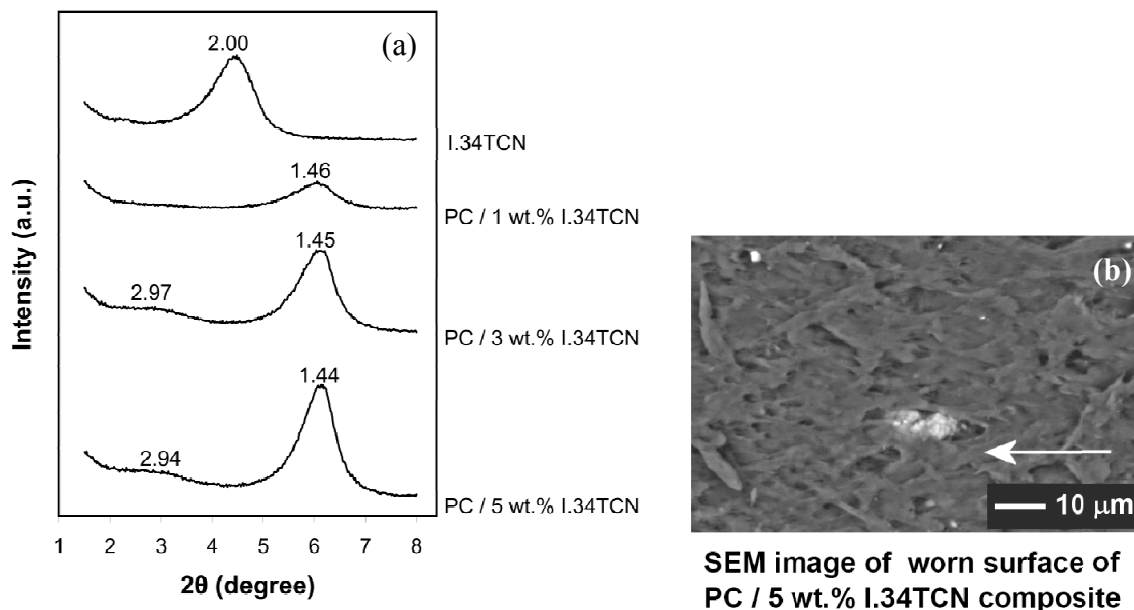 (a)
2.00
I.34TCN
1.46
PC / 1 wt.% I.34TCN
1.45
2.97
PC / 3 wt.% I.34TCN
1.44
2.94
PC / 5 wt.% I.34TCN
Intensity (a.u.)
1 2 3 4 5 6 7 8
2θ (degree)
(b)
10 μm
SEM image of worn surface of
PC / 5 wt.% I.34TCN composite